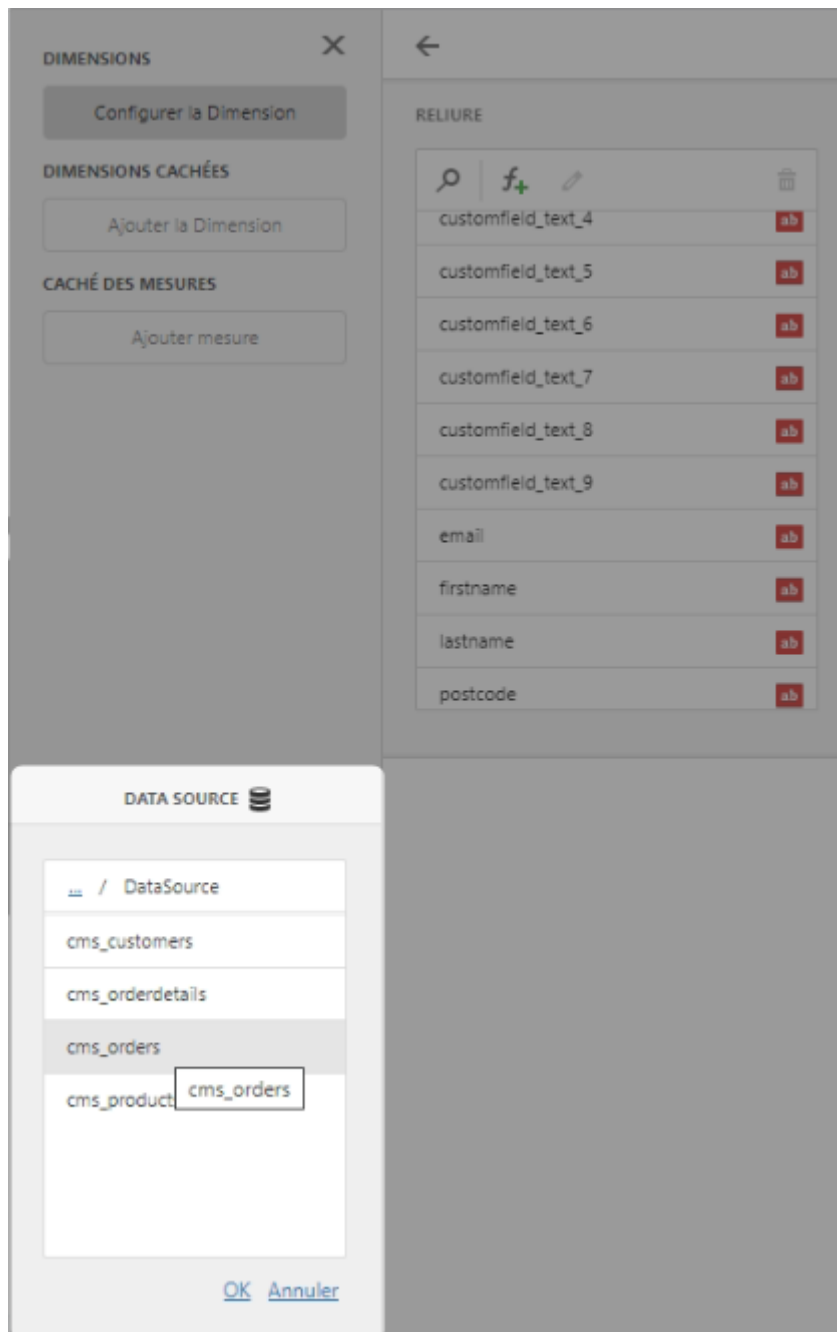 DIMENSIONS
Configurer la Dimension
DIMENSIONS CACHÉES
Ajouter la Dimension
CACHÉ DES MESURES
Ajouter mesure
RELIURE
customfield_text_4 ab
customfield_text_5 ab
customfield_text_6 ab
customfield_text_7 ab
customfield_text_8 ab
customfield_text_9 ab
email ab
firstname ab
lastname ab
postcode ab
DATA SOURCE
... / DataSource
cms_customers
cms_orderdetails
cms_orders
cms_orders
cms_product
OK Annuler